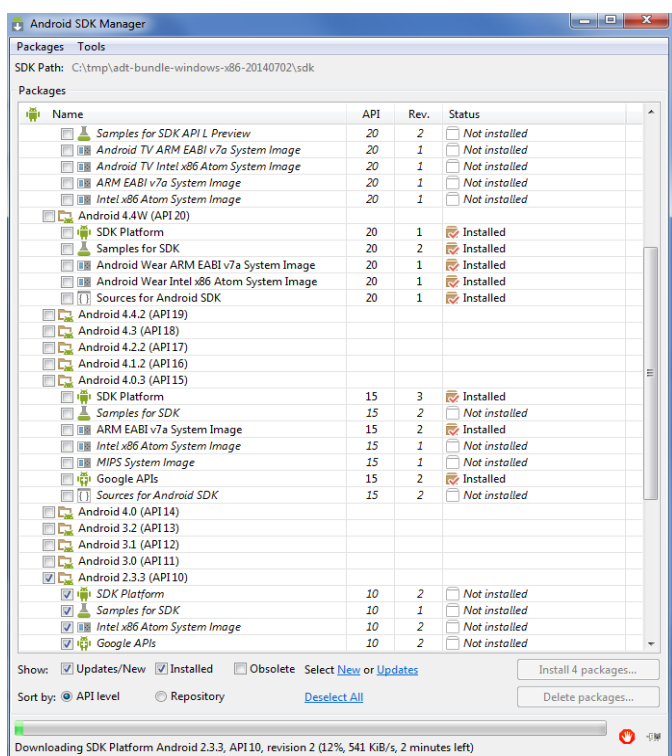 Android SDK Manager
Packages Tools
SDK Path: C:\tmp\adt-bundle-windows-x86-20140702\sdk
Packages
Name API Rev. Status
Samples for SDK API L Preview 20 2 Not installed
Android TV ARM EABI v7a System Image 20 1 Not installed
Android TV Intel x86 Atom System Image 20 1 Not installed
ARM EABI v7a System Image 20 1 Not installed
Intel x86 Atom System Image 20 1 Not installed
Android 4.4W (API 20)
SDK Platform 20 1 Installed
Samples for SDK 20 2 Installed
Android Wear ARM EABI v7a System Image 20 1 Installed
Android Wear Intel x86 Atom System Image 20 1 Installed
Sources for Android SDK 20 1 Installed
Android 4.4.2 (API 19)
Android 4.3 (API 18)
Android 4.2.2 (API 17)
Android 4.1.2 (API 16)
Android 4.0.3 (API 15)
SDK Platform 15 3 Installed
Samples for SDK 15 2 Not installed
ARM EABI v7a System Image 15 2 Installed
Intel x86 Atom System Image 15 1 Not installed
MIPS System Image 15 1 Not installed
Google APIs 15 2 Installed
Sources for Android SDK 15 2 Not installed
Android 4.0 (API 14)
Android 3.2 (API 13)
Android 3.1 (API 12)
Android 3.0 (API 11)
Android 2.3.3 (API 10)
SDK Platform 10 2 Not installed
Samples for SDK 10 1 Not installed
Intel x86 Atom System Image 10 2 Not installed
Google APIs 10 2 Not installed
Show: Updates/New Installed Obsolete Select New or Updates Install 4 packages...
Sort by: API level Repository Deselect All Delete packages...
Downloading SDK Platform Android 2.3.3, API 10, revision 2 (12%, 541 KiB/s, 2 minutes left)